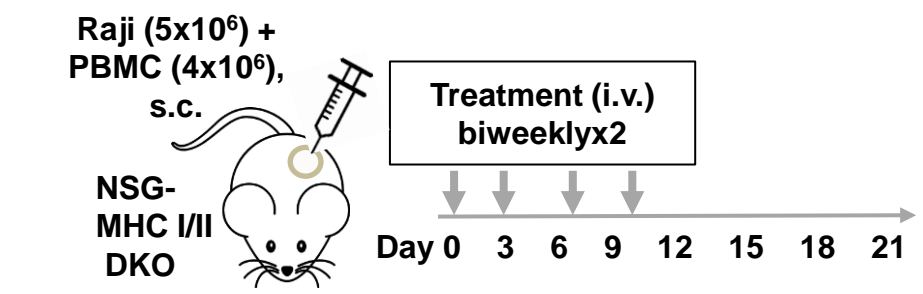 Raji (5x10⁶) +
PBMC (4x10⁶),
s.c.
Treatment (i.v.)
biweeklyx2
NSG-
MHC I/II
DKO
Day 0 3 6 9 12 15 18 21